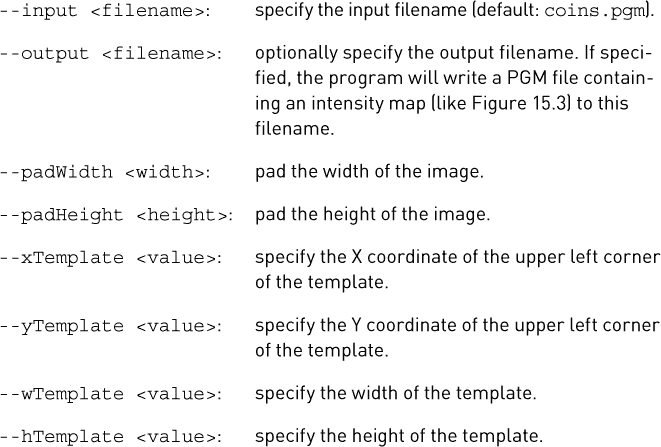 --input <filename>: specify the input filename (default: coins.pgm).
--output <filename>: optionally specify the output filename. If speci-
fied, the program will write a PGM file contain-
ing an intensity map (like Figure 15.3) to this
filename.
--padWidth <width>: pad the width of the image.
--padHeight <height>: pad the height of the image.
--xTemplate <value>: specify the X coordinate of the upper left corner
of the template.
--yTemplate <value>: specify the Y coordinate of the upper left corner
of the template.
--wTemplate <value>: specify the width of the template.
--hTemplate <value>: specify the height of the template.